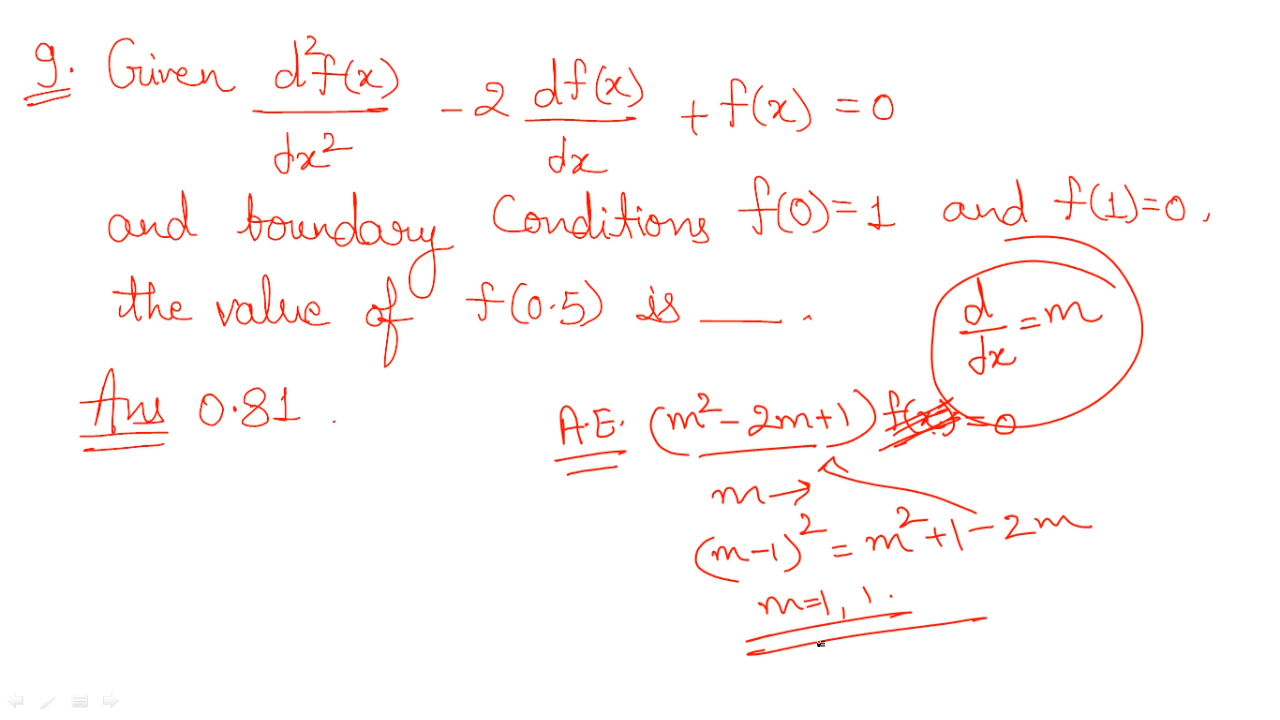 9. Given d²f(x)/dx² - 2 df(x)/dx + f(x) = 0
and boundary Conditions f(0)=1 and f(1)=0.
the value of f(0.5) is ___.
d/dx = m
Ans 0.81.
A.E. (m² - 2m + 1) f(x) = 0
m →
(m-1)² = m² + 1 - 2m
m=1, 1.